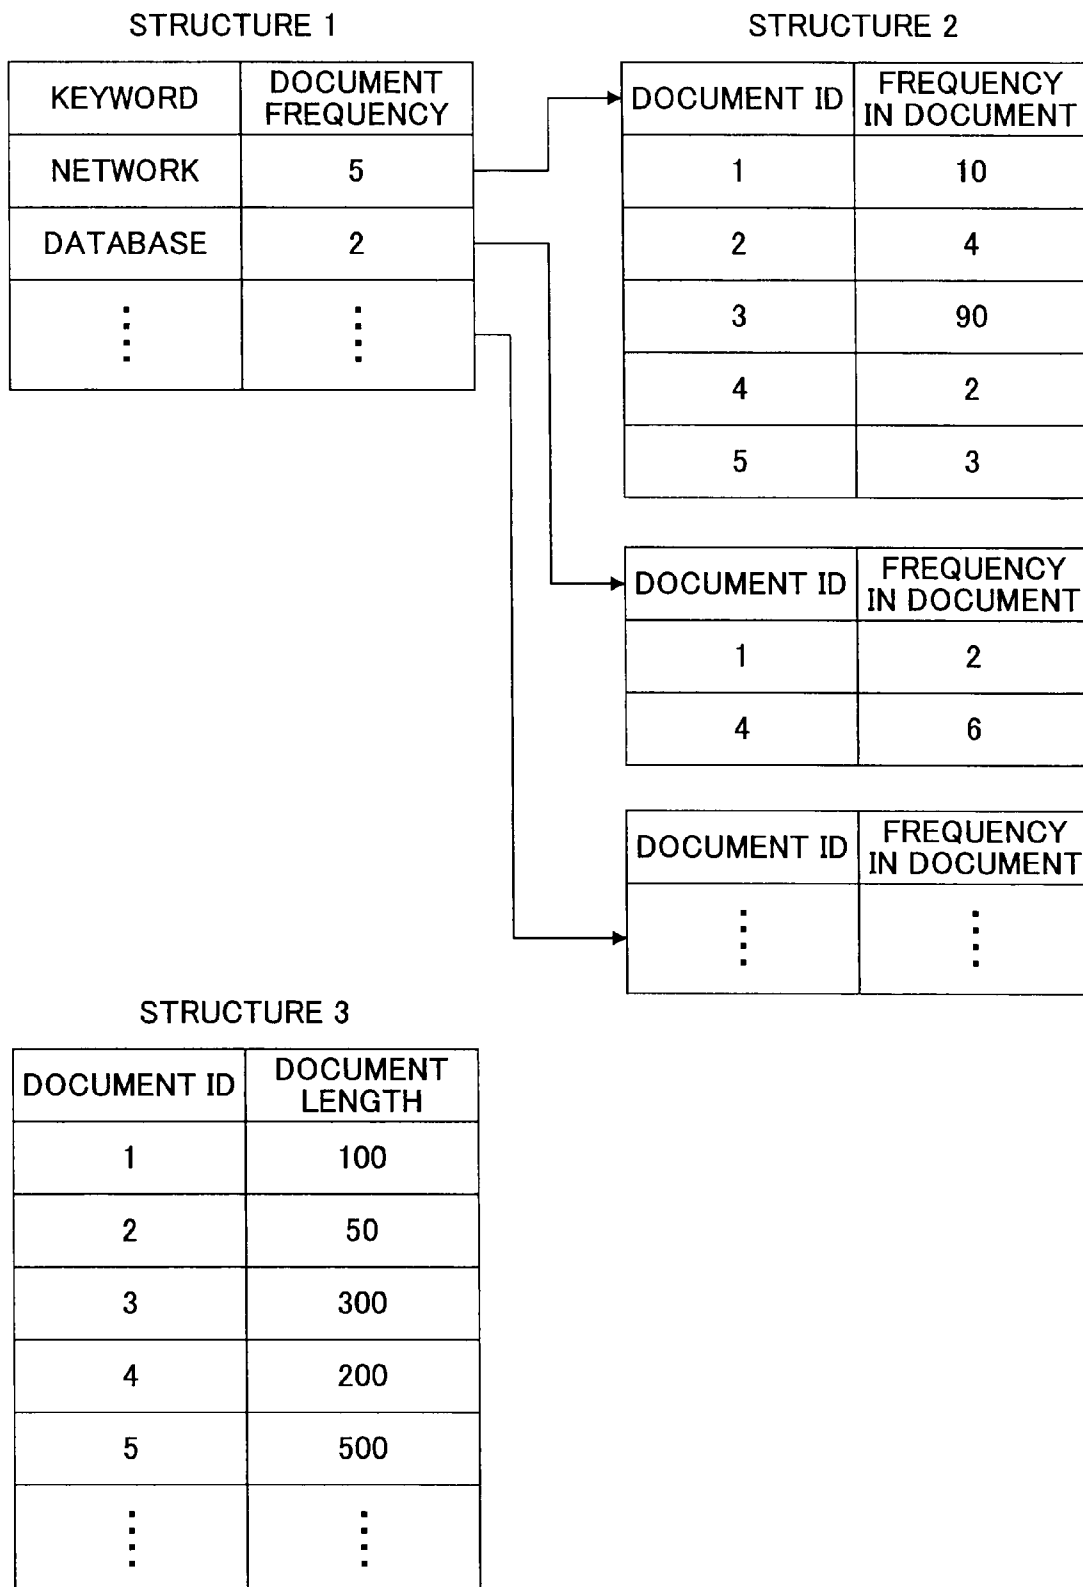 STRUCTURE 1
KEYWORD
DOCUMENT
FREQUENCY
NETWORK 5
DATABASE 2
STRUCTURE 2
DOCUMENT ID
FREQUENCY
IN DOCUMENT
1 10
2 4
3 90
4 2
5 3
DOCUMENT ID
FREQUENCY
IN DOCUMENT
1 2
4 6
DOCUMENT ID
FREQUENCY
IN DOCUMENT
STRUCTURE 3
DOCUMENT ID
DOCUMENT
LENGTH
1 100
2 50
3 300
4 200
5 500